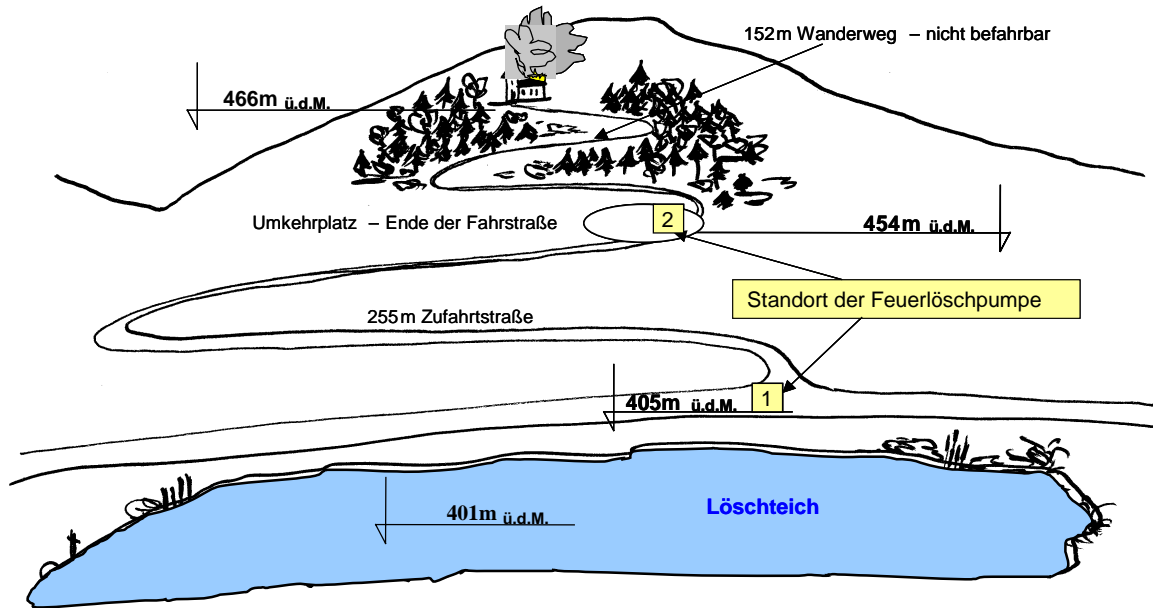 152m Wanderweg – nicht befahrbar
466m ü.d.M.
Umkehrplatz – Ende der Fahrstraße
2
454m ü.d.M.
Standort der Feuerlöschpumpe
255m Zufahrtstraße
1
405m ü.d.M.
Löschteich
401m ü.d.M.